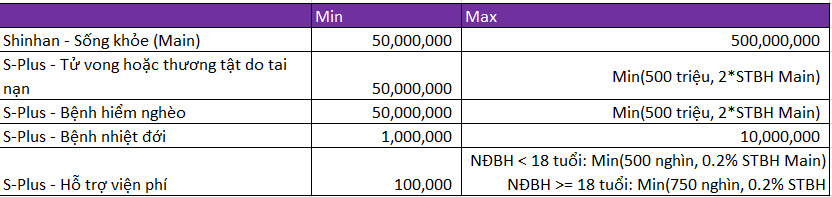 Min Max
Shinhan - Sống khỏe (Main) 50,000,000 500,000,000
S-Plus - Tử vong hoặc thương tật do tai
nạn 50,000,000 Min(500 triệu, 2*STBH Main)
S-Plus - Bệnh hiểm nghèo 50,000,000 Min(500 triệu, 2*STBH Main)
S-Plus - Bệnh nhiệt đới 1,000,000 10,000,000
NĐBH < 18 tuổi: Min(500 nghìn, 0.2% STBH Main)
S-Plus - Hỗ trợ viện phí 100,000 NĐBH >= 18 tuổi: Min(750 nghìn, 0.2% STBH